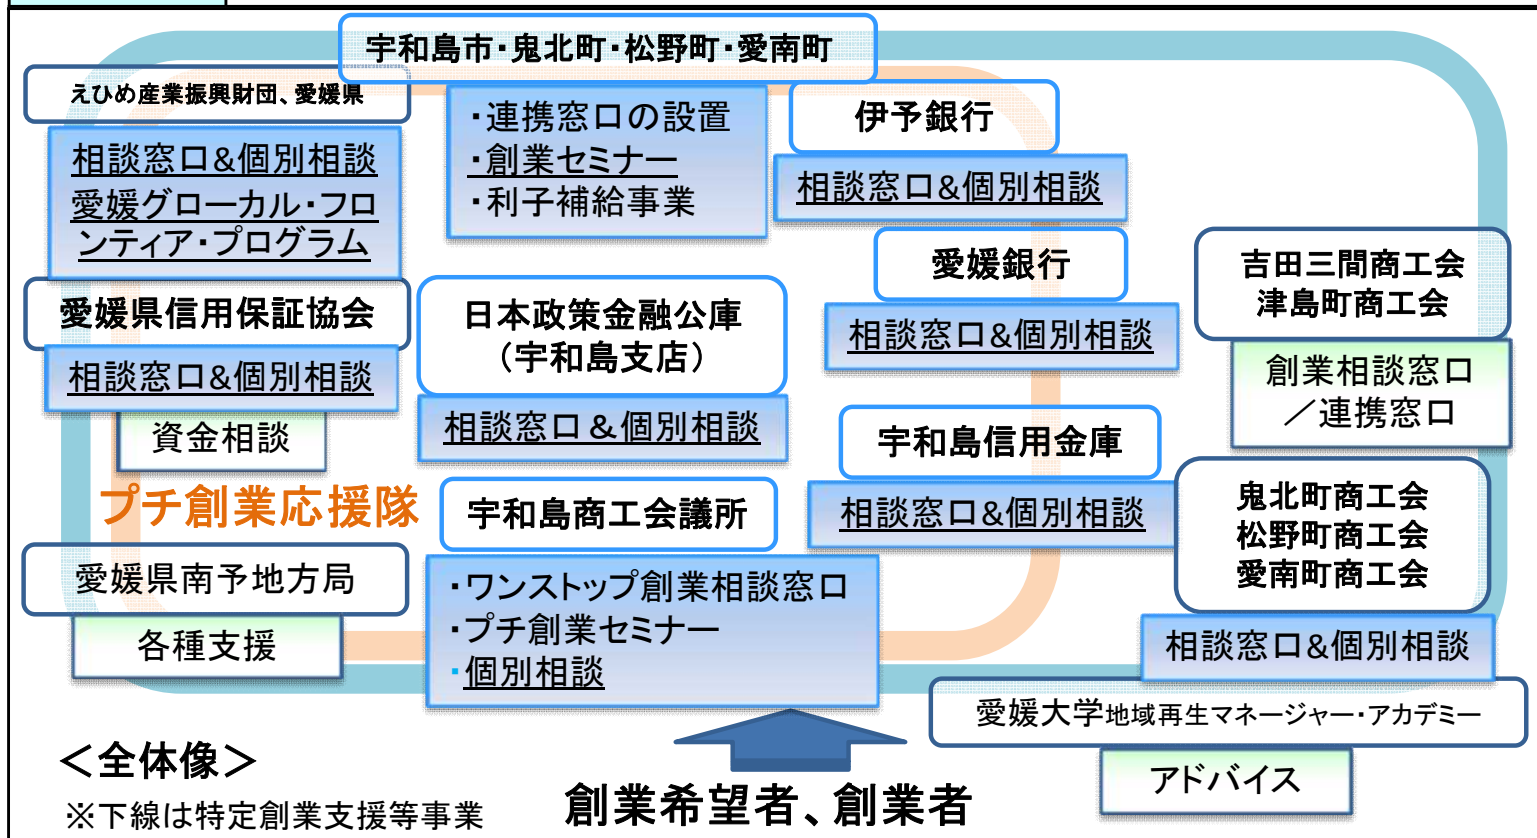 宇和島市・鬼北町・松野町・愛南町
・連携窓口の設置
・創業セミナー
・利子補給事業
えひめ産業振興財団、愛媛県
相談窓口&個別相談
愛媛グローカル・フロ
ンティア・プログラム
愛媛県信用保証協会
相談窓口&個別相談
資金相談
プチ創業応援隊
愛媛県南予地方局
各種支援
日本政策金融公庫
（宇和島支店）
相談窓口＆個別相談
宇和島商工会議所
・ワンストップ創業相談窓口
・プチ創業セミナー
・個別相談
伊予銀行
相談窓口&個別相談
愛媛銀行
相談窓口&個別相談
宇和島信用金庫
相談窓口&個別相談
吉田三間商工会
津島町商工会
創業相談窓口
／連携窓口
鬼北町商工会
松野町商工会
愛南町商工会
相談窓口&個別相談
愛媛大学地域再生マネージャー・アカデミー
アドバイス
＜全体像＞
※下線は特定創業支援等事業
創業希望者、創業者